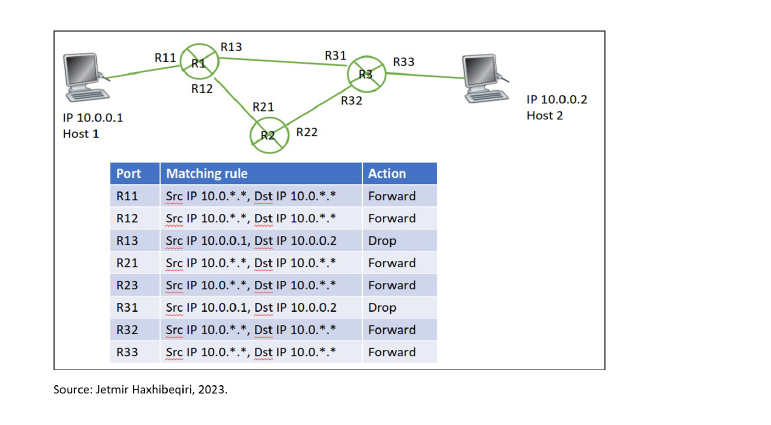 R13
R11
R1
R31
R33
R3
R12
R32
IP 10.0.0.2
R21
IP 10.0.0.1
Host 2
Host 1
R2
R22
Port Matching rule Action
R11 Src IP 10.0.*.*, Dst IP 10.0.*.* Forward
R12 Src IP 10.0.*.*, Dst IP 10.0.*.* Forward
R13 Src IP 10.0.0.1, Dst IP 10.0.0.2 Drop
R21 Src IP 10.0.*.*, Dst IP 10.0.*.* Forward
R23 Src IP 10.0.*.*, Dst IP 10.0.*.* Forward
R31 Src IP 10.0.0.1, Dst IP 10.0.0.2 Drop
R32 Src IP 10.0.*.*, Dst IP 10.0.*.* Forward
R33 Src IP 10.0.*.*, Dst IP 10.0.*.* Forward
Source: Jetmir Haxhibeqiri, 2023.